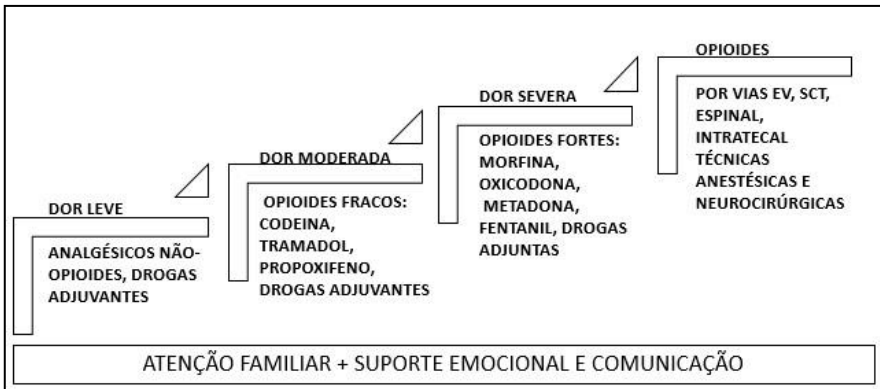 DOR LEVE
ANALGÉSICOS NÃO-
OPIOIDES, DROGAS
ADJUVANTES
DOR MODERADA
OPIOIDES FRACOS:
CODEINA,
TRAMADOL,
PROPOXIFENO,
DROGAS ADJUVANTES
DOR SEVERA
OPIOIDES FORTES:
MORFINA,
OXICODONA,
METADONA,
FENTANIL, DROGAS
ADJUNTAS
OPIOIDES
POR VIAS EV, SCT,
ESPINAL,
INTRATECAL
TÉCNICAS
ANESTÉSICAS E
NEUROCIRÚRGICAS
ATENÇÃO FAMILIAR + SUPORTE EMOCIONAL E COMUNICAÇÃO